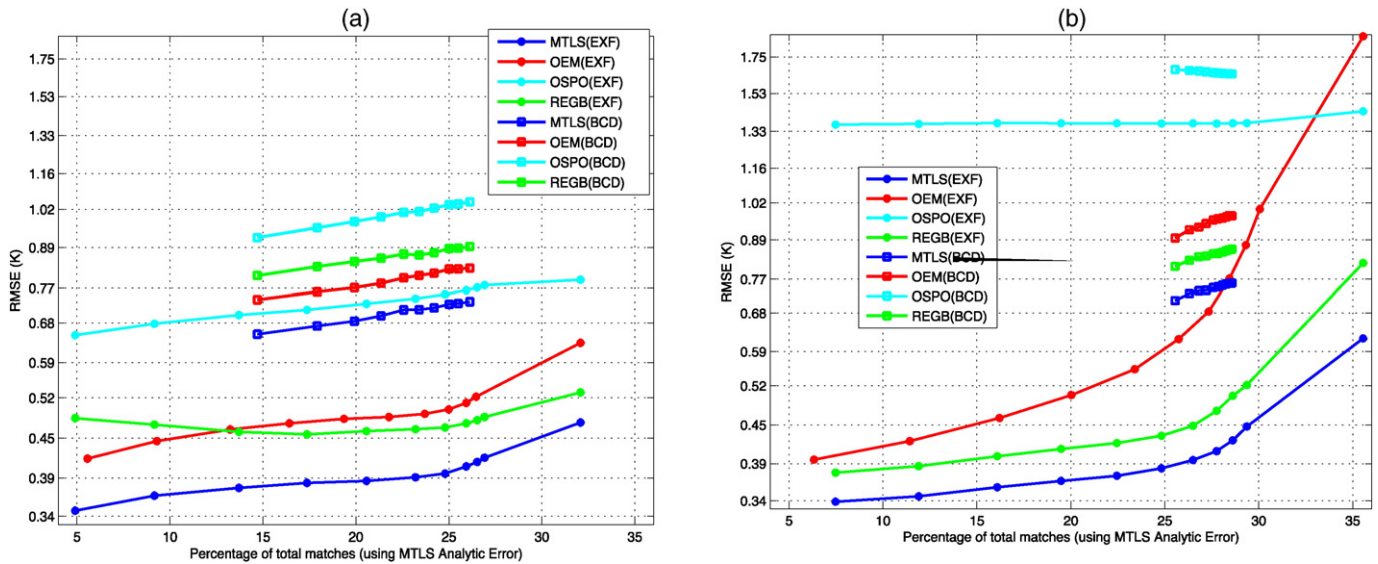 (a)
1.75
1.53
1.33
1.16
1.02
0.89
0.77
0.68
0.59
0.52
0.45
0.39
0.34
RMSE (K)
MTLS(EXF)
OEM(EXF)
OSPO(EXF)
REGB(EXF)
MTLS(BCD)
OEM(BCD)
OSPO(BCD)
REGB(BCD)
5 10 15 20 25 30 35
Percentage of total matches (using MTLS Analytic Error)
(b)
1.75
1.53
1.33
1.16
1.02
0.89
0.77
0.68
0.59
0.52
0.45
0.39
0.34
RMSE (K)
MTLS(EXF)
OEM(EXF)
OSPO(EXF)
REGB(EXF)
MTLS(BCD)
OEM(BCD)
OSPO(BCD)
REGB(BCD)
5 10 15 20 25 30 35
Percentage of total matches (using MTLS Analytic Error)